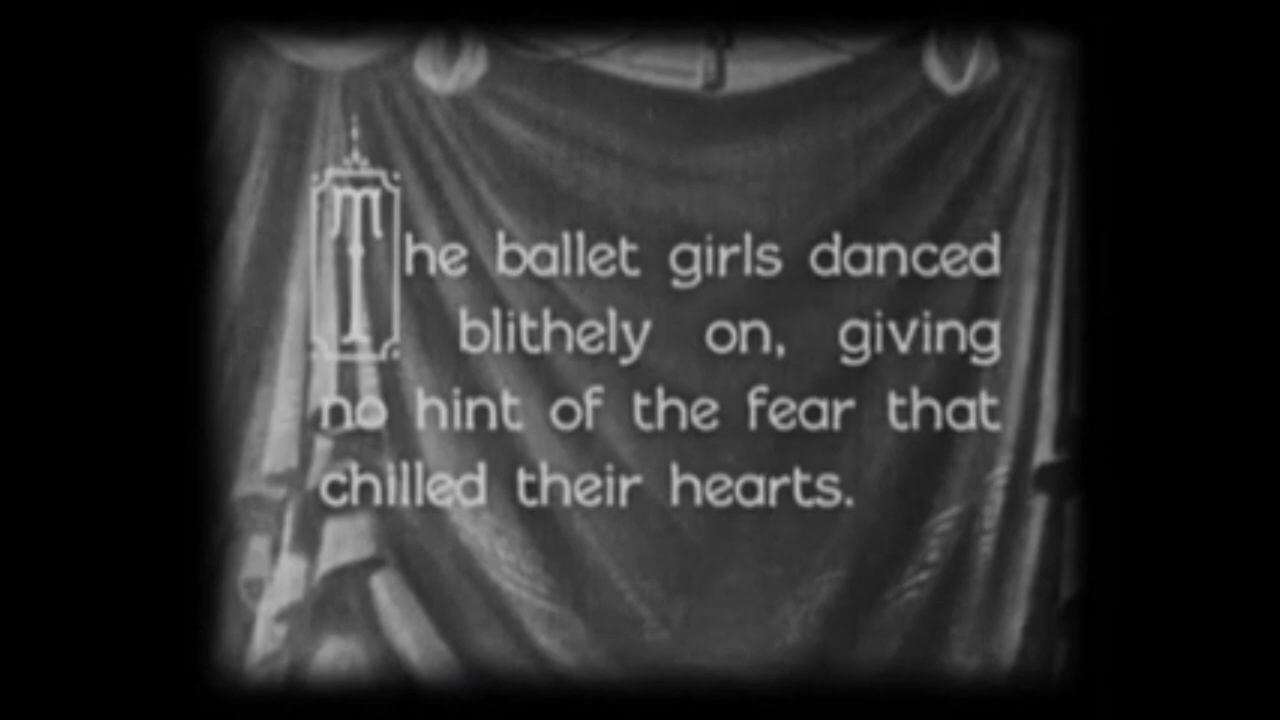 The ballet girls danced
blithely on, giving
no hint of the fear that
chilled their hearts.